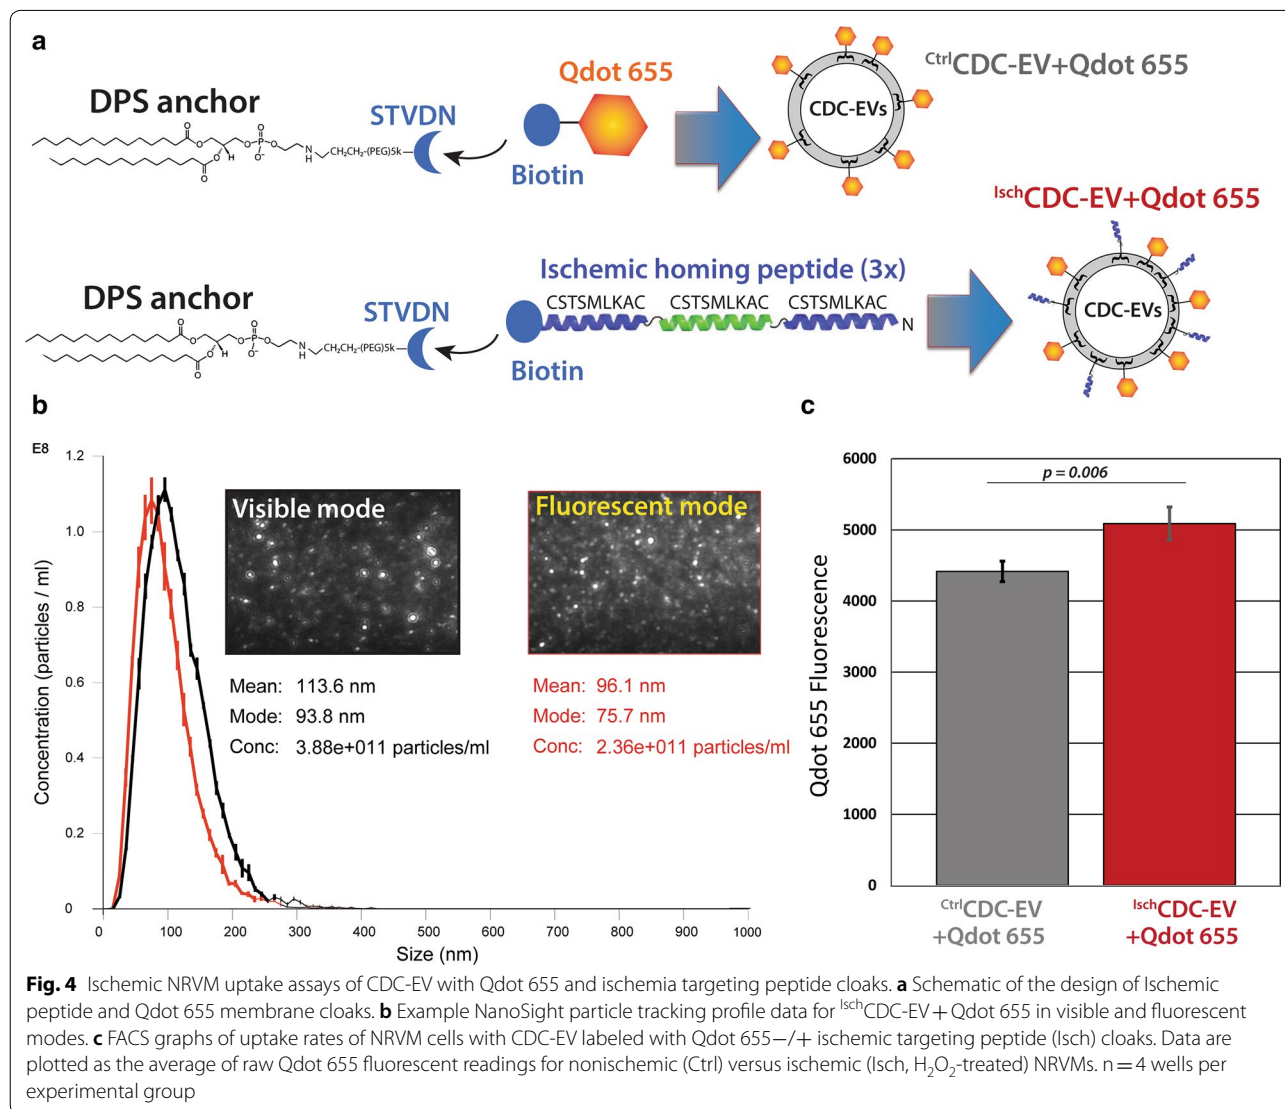 a
DPS anchor
STVDN
Qdot 655
Biotin
CDC-EVs
CtrlCDC-EV+Qdot 655
O
O
O
O
H
O
P
O
O⁻
O
N
H
CH₂CH₂-(PEG)5k
DPS anchor
STVDN
Ischemic homing peptide (3x)
CSTSMLKAC CSTSMLKAC CSTSMLKAC
N
Biotin
IschCDC-EV+Qdot 655
CDC-EVs
O
O
O
O
H
O
P
O
O⁻
O
N
H
CH₂CH₂-(PEG)5k
b
E8
1.2
1.0
0.8
0.6
0.4
0.2
0
Concentration (particles / ml)
Visible mode
Mean: 113.6 nm
Mode: 93.8 nm
Conc: 3.88e+011 particles/ml
Fluorescent mode
Mean: 96.1 nm
Mode: 75.7 nm
Conc: 2.36e+011 particles/ml
0 100 200 300 400 500 600 700 800 900 1000
Size (nm)
c
6000
5000
4000
3000
2000
1000
0
Qdot 655 Fluorescence
p = 0.006
CtrlCDC-EV
+Qdot 655
IschCDC-EV
+Qdot 655
Fig. 4 Ischemic NRVM uptake assays of CDC-EV with Qdot 655 and ischemia targeting peptide cloaks. a Schematic of the design of Ischemic
peptide and Qdot 655 membrane cloaks. b Example NanoSight particle tracking profile data for IschCDC-EV + Qdot 655 in visible and fluorescent
modes. c FACS graphs of uptake rates of NRVM cells with CDC-EV labeled with Qdot 655−/+ ischemic targeting peptide (Isch) cloaks. Data are
plotted as the average of raw Qdot 655 fluorescent readings for nonischemic (Ctrl) versus ischemic (Isch, H₂O₂-treated) NRVMs. n = 4 wells per
experimental group